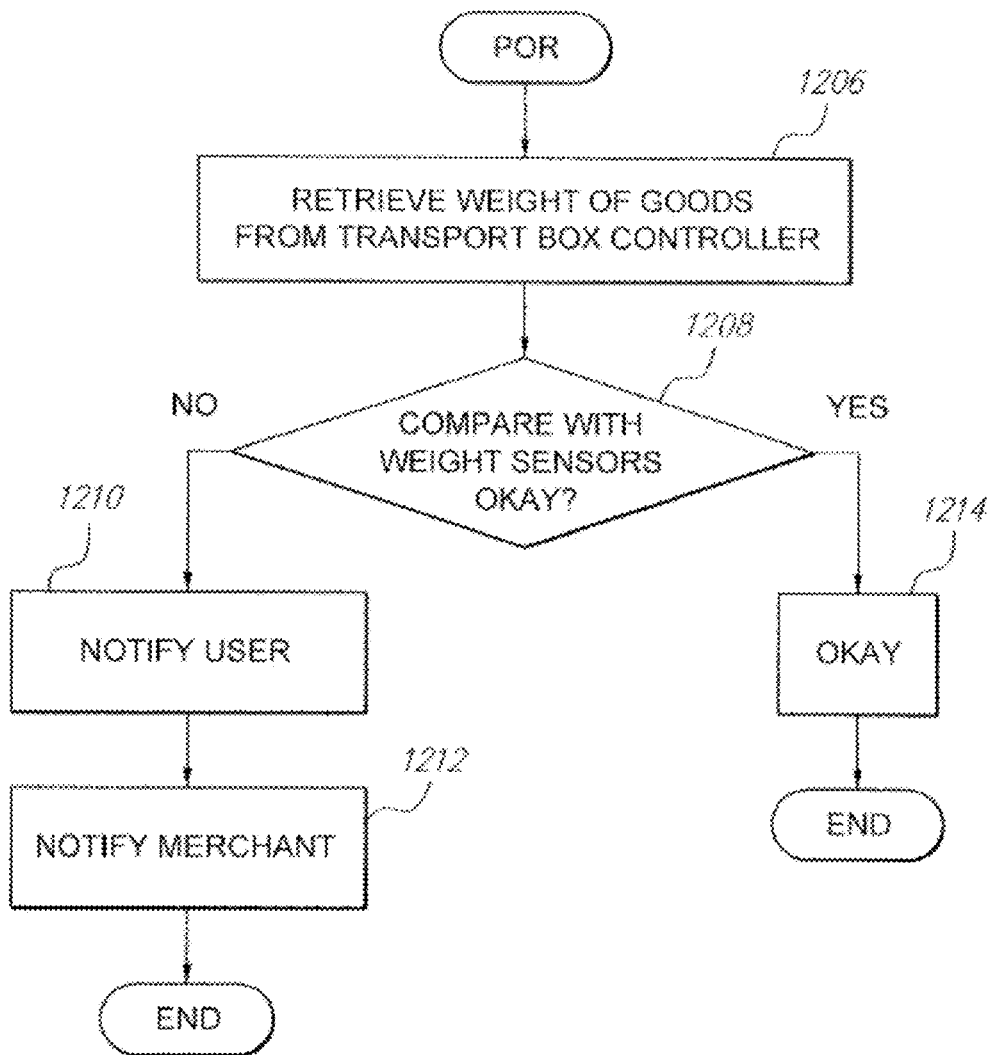 POR
1206
RETRIEVE WEIGHT OF GOODS
FROM TRANSPORT BOX CONTROLLER
1208
NO
YES
COMPARE WITH
WEIGHT SENSORS
OKAY?
1210
1214
NOTIFY USER
OKAY
1212
NOTIFY MERCHANT
END
END